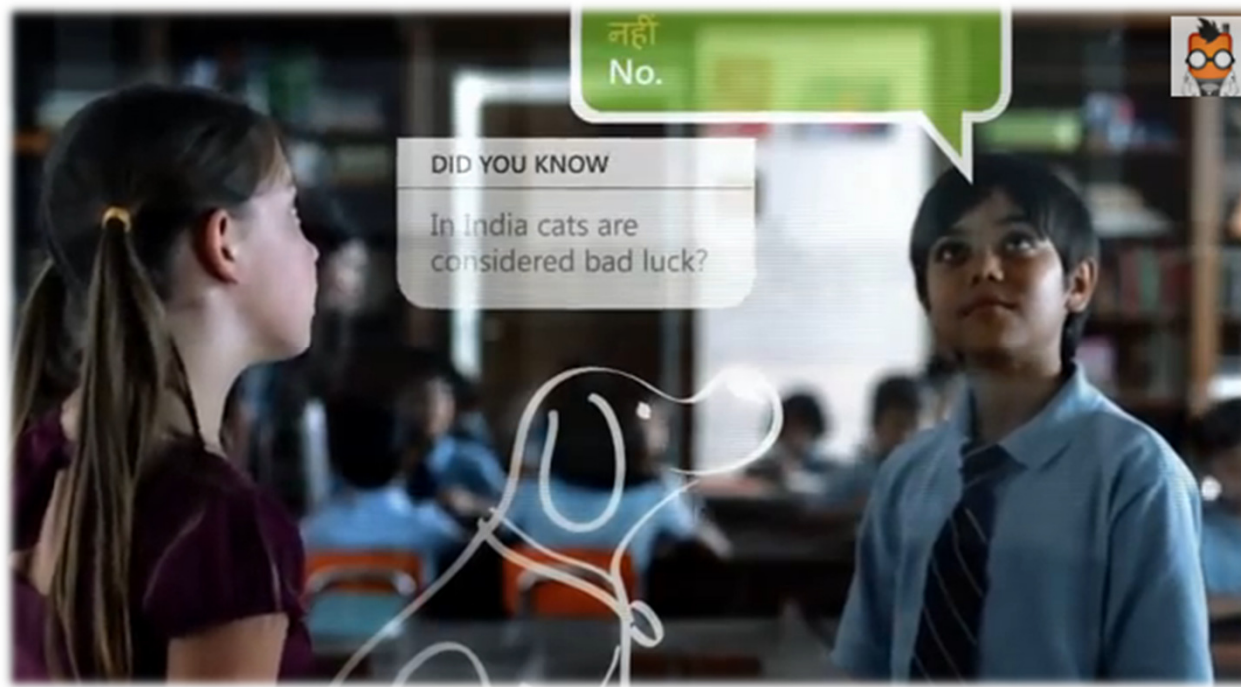 नहीं
No.
DID YOU KNOW
In India cats are
considered bad luck?